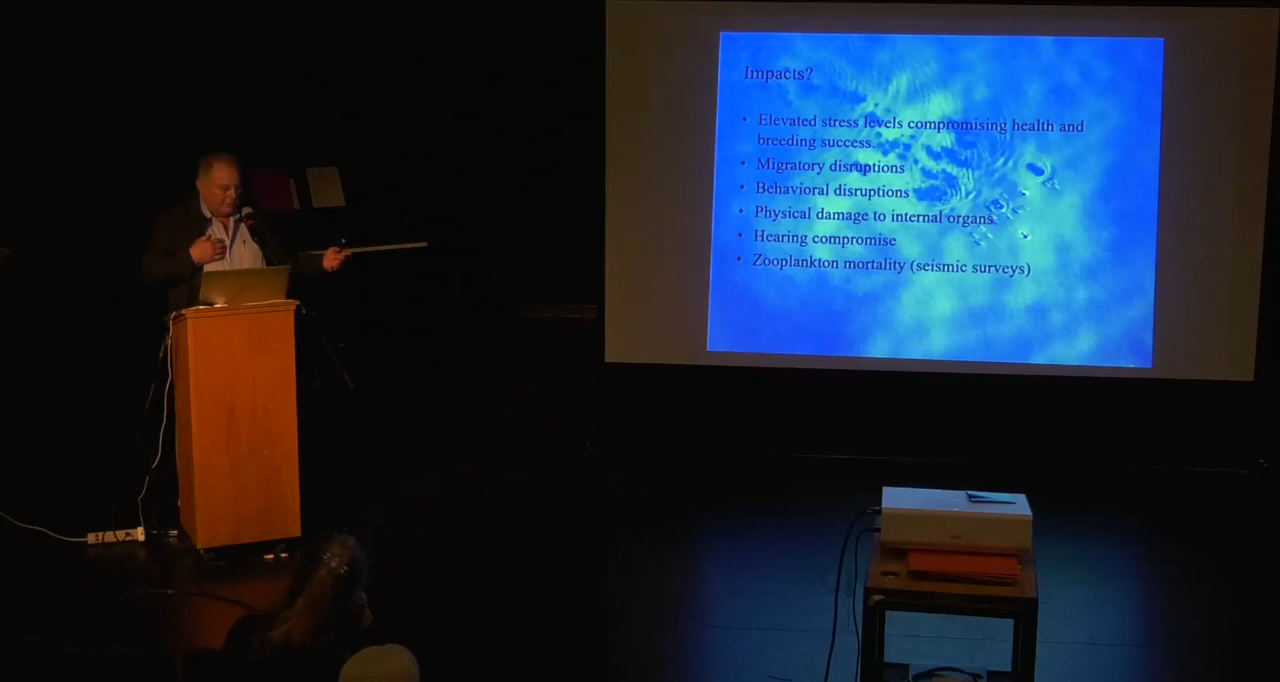 Impacts?
• Elevated stress levels compromising health and
breeding success.
• Migratory disruptions
• Behavioral disruptions
• Physical damage to internal organs.
• Hearing compromise
• Zooplankton mortality (seismic surveys)